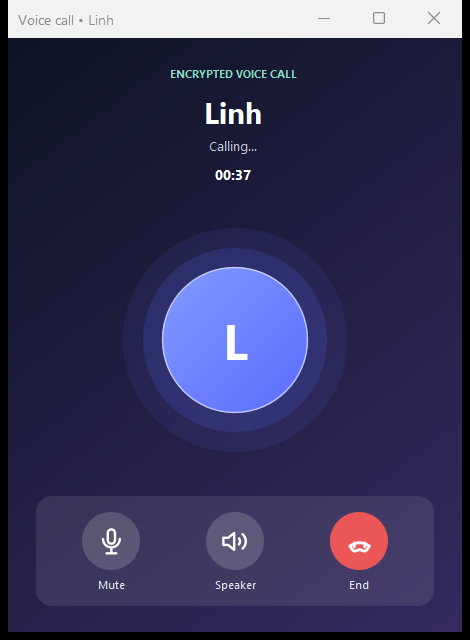 Voice call • Linh
ENCRYPTED VOICE CALL
Linh
Calling...
00:37
L
Mute
Speaker
End